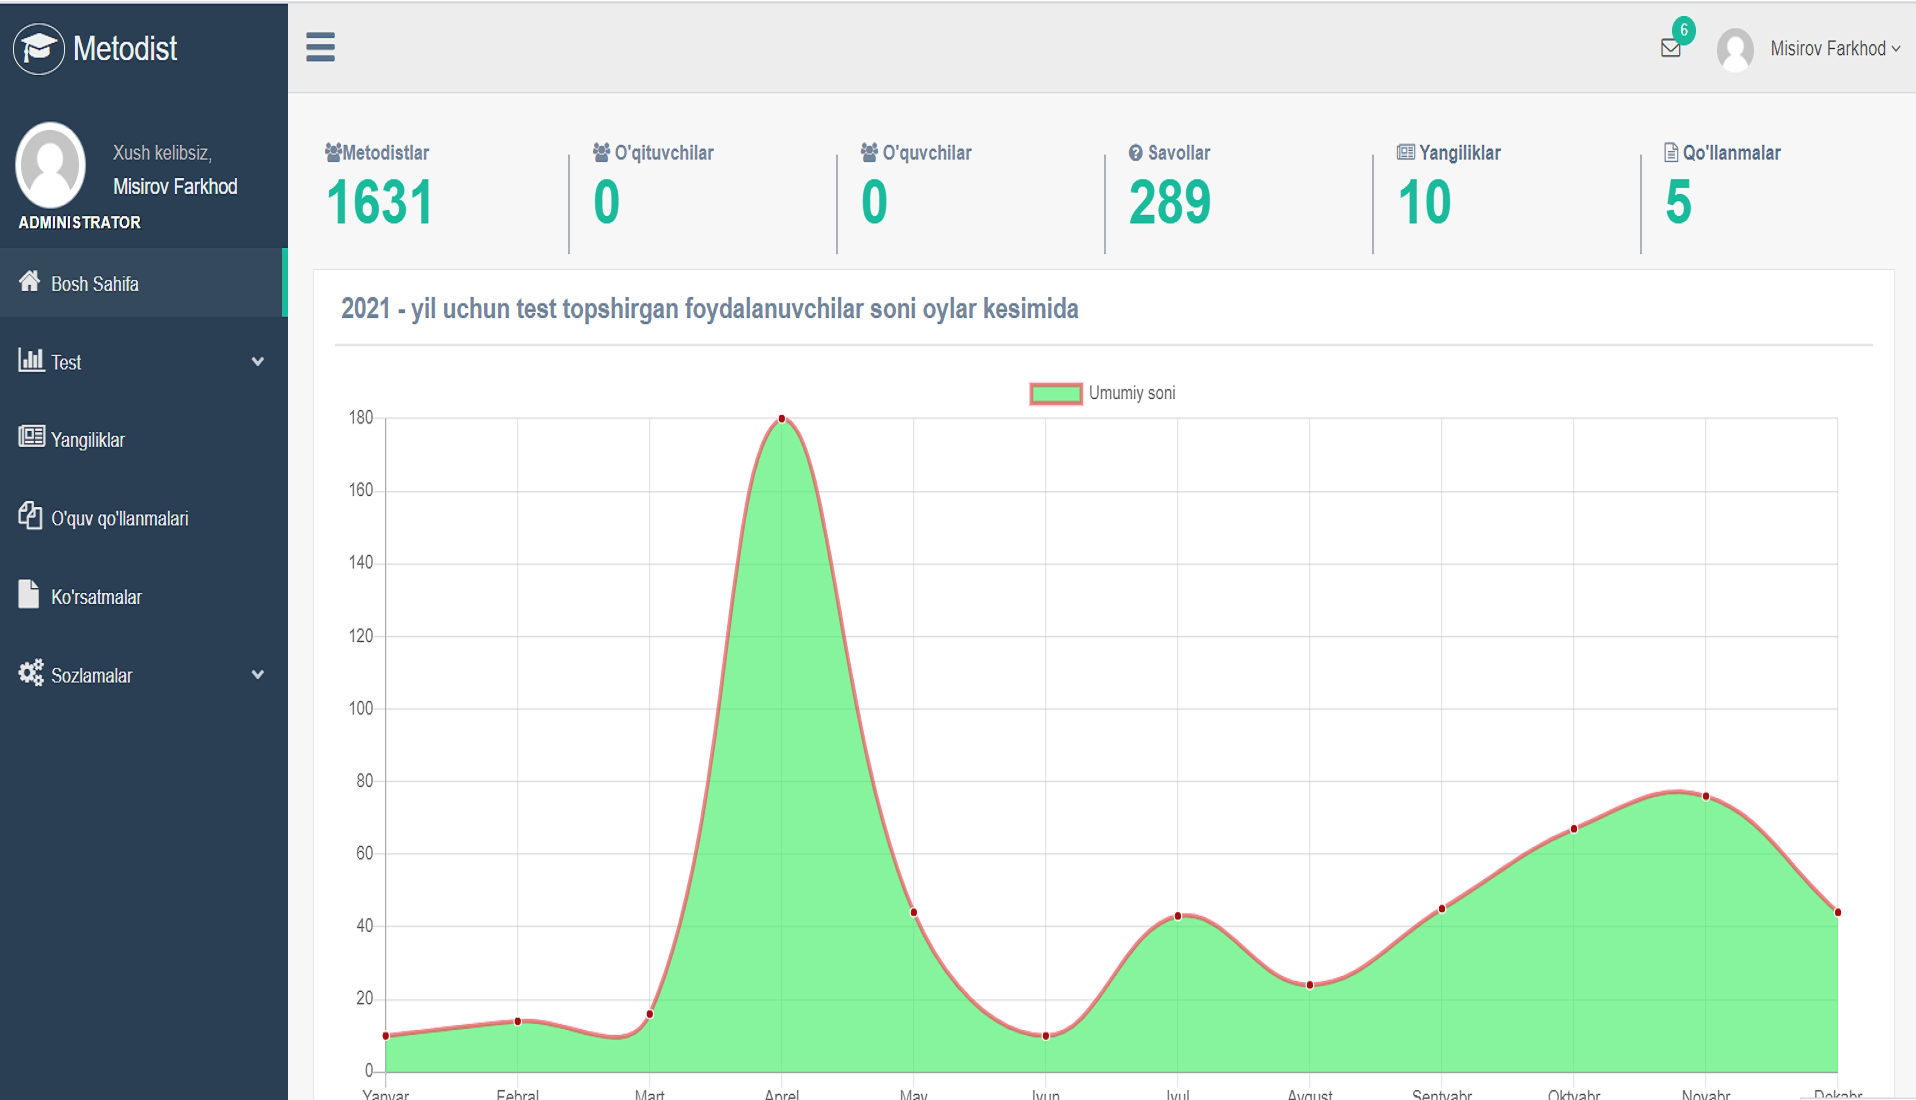 Metodist
6
Misirov Farkhod
Xush kelibsiz,
Misirov Farkhod
ADMINISTRATOR
Bosh Sahifa
Test
Yangiliklar
O'quv qo'llanmalari
Ko'rsatmalar
Sozlamalar
Metodistlar
1631
O'qituvchilar
0
O'quvchilar
0
Savollar
289
Yangiliklar
10
Qo'llanmalar
5
2021 - yil uchun test topshirgan foydalanuvchilar soni oylar kesimida
Umumiy soni
180
160
140
120
100
80
60
40
20
0
Yanvar Febral Mart Aprel May Iyun Iyul Avgust Sentyabr Oktyabr Noyabr Dekabr